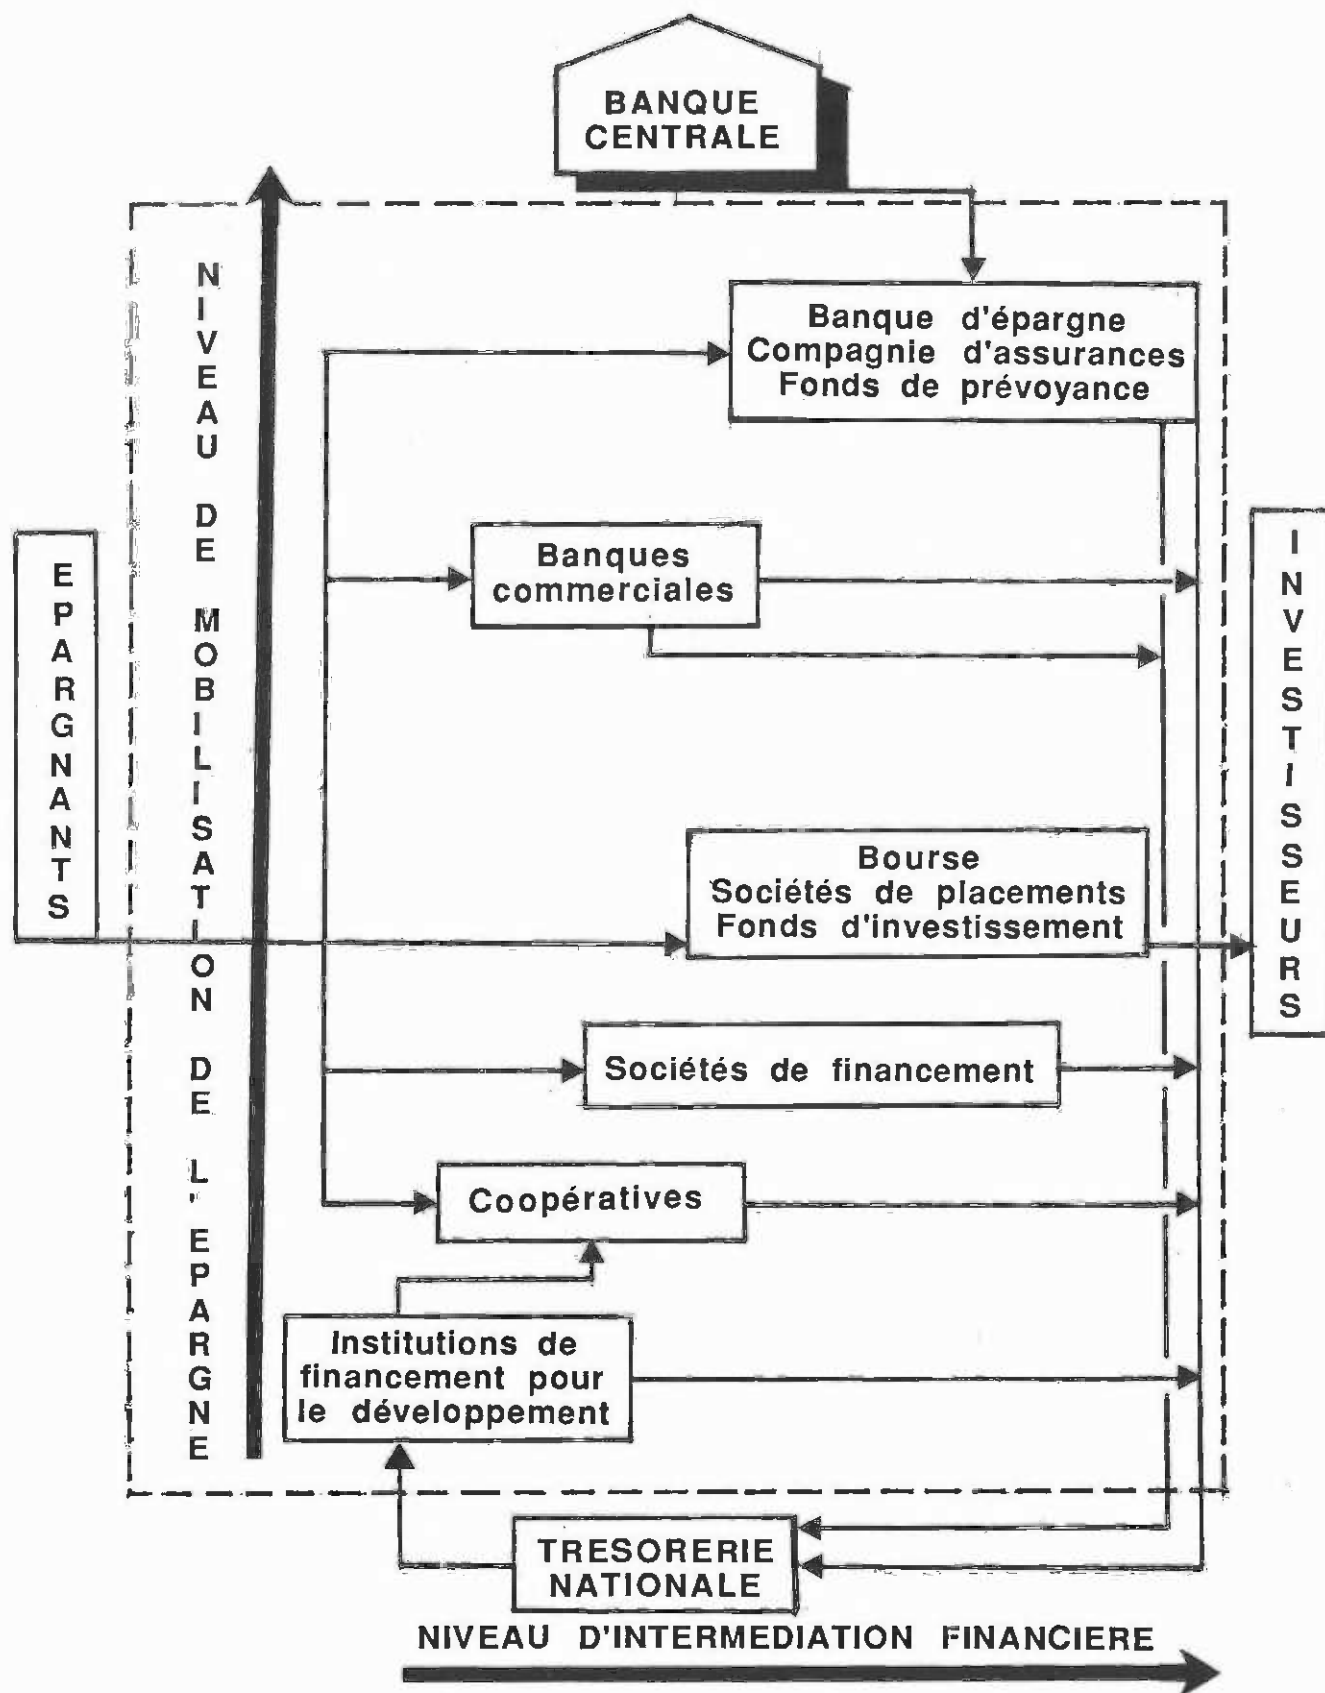 BANQUE
CENTRALE
NIVEAU DE MOBILISATION DE L'EPARGNE
Banque d'épargne
Compagnie d'assurances
Fonds de prévoyance
EPARGNANTS
Banques
commerciales
INVESTISSEURS
Bourse
Sociétés de placements
Fonds d'investissement
Sociétés de financement
Coopératives
Institutions de
financement pour
le développement
TRESORERIE
NATIONALE
NIVEAU D'INTERMEDIATION FINANCIERE